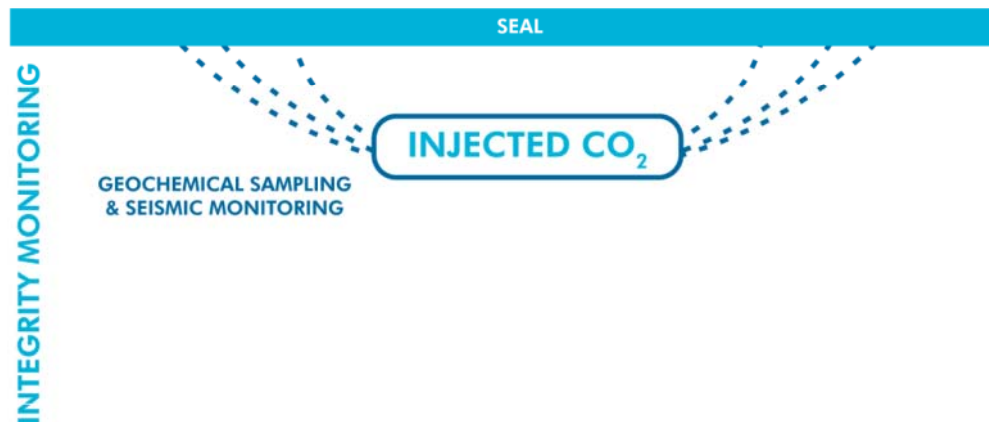 SEAL
INTEGRITY MONITORING
INJECTED CO₂
GEOCHEMICAL SAMPLING
& SEISMIC MONITORING